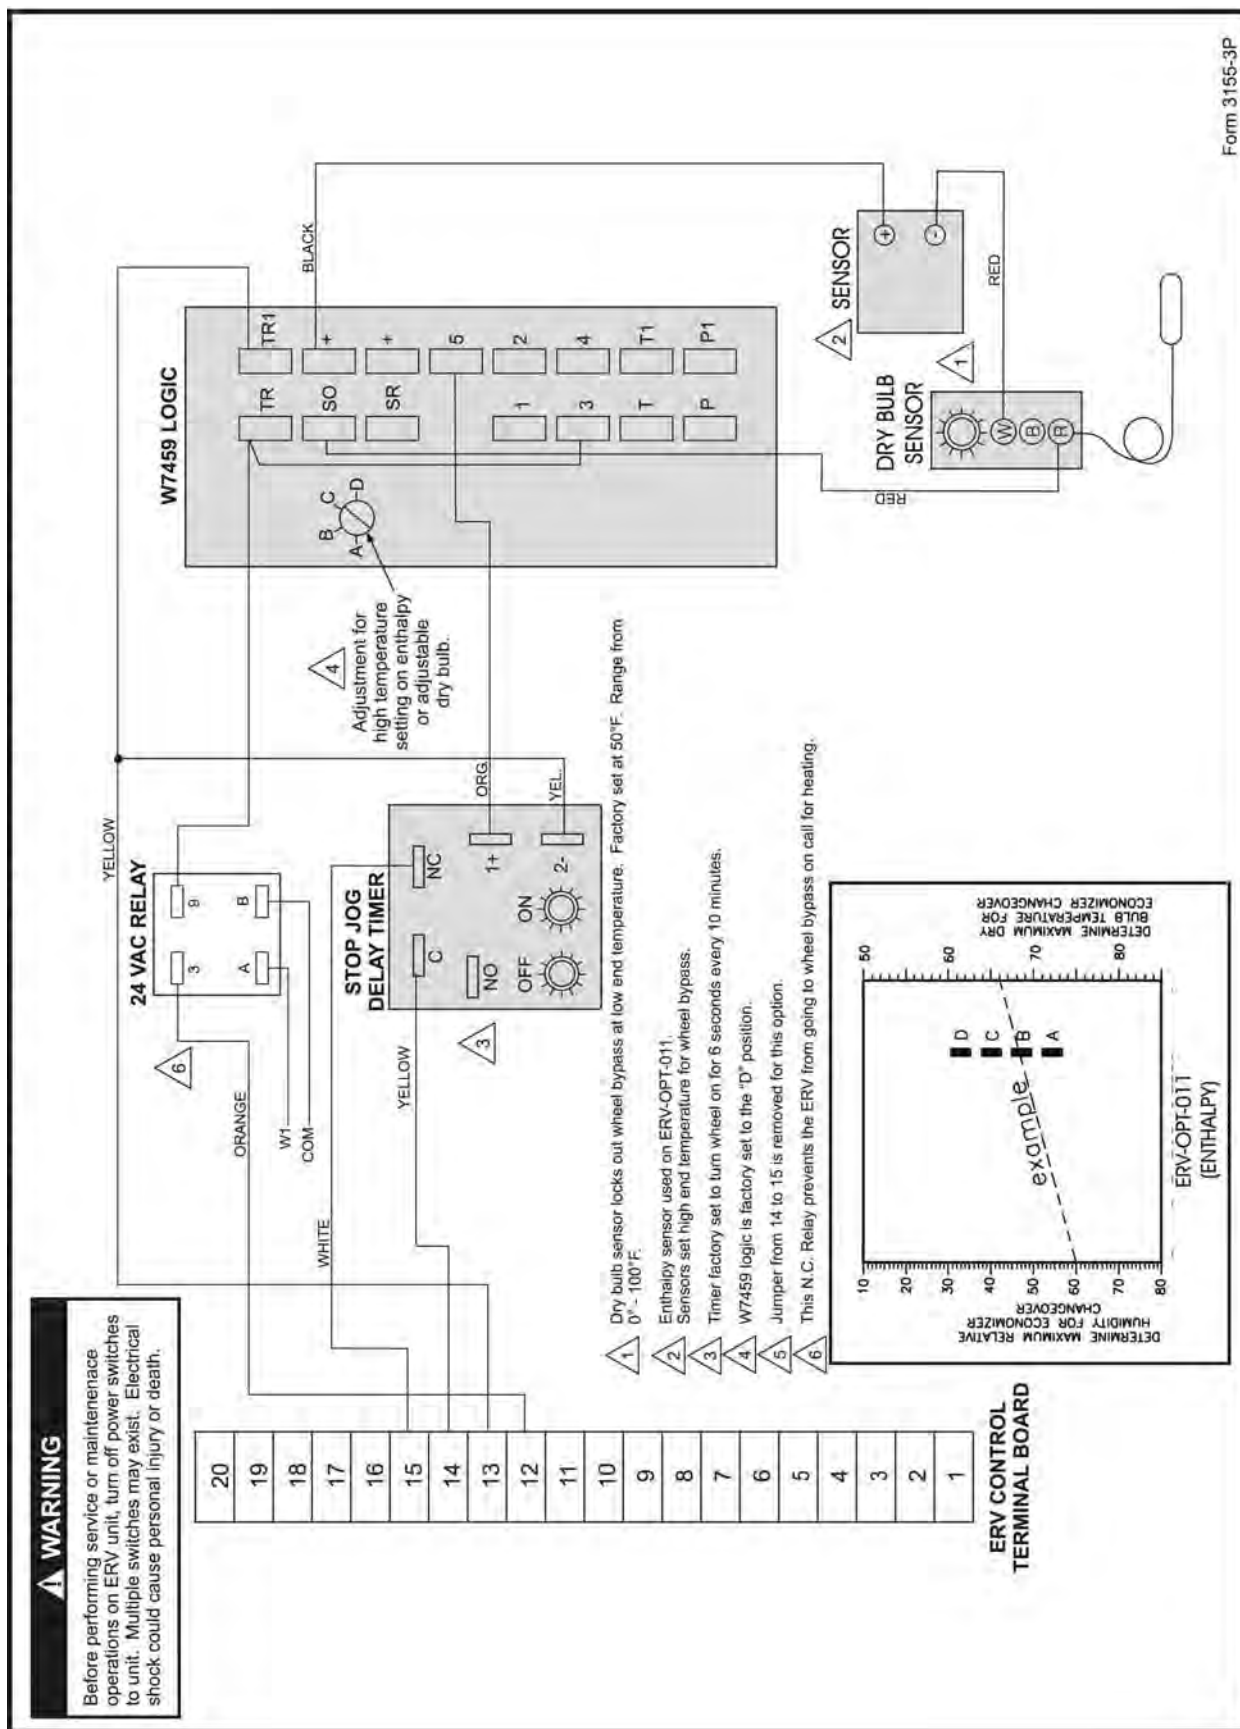 ⚠ WARNING
Before performing service or maintenenace
operations on ERV unit, turn off power switches
to unit. Multiple switches may exist. Electrical
shock could cause personal injury or death.
20
19
18
17
16
15
14
13
12
11
10
9
8
7
6
5
4
3
2
1
ERV CONTROL
TERMINAL BOARD
YELLOW
24 VAC RELAY
3
9
A
B
6
ORANGE
W1
COM
WHITE
STOP JOG
DELAY TIMER
C
NC
NO
1+
2-
OFF
ON
3
YELLOW
ORG.
YEL.
4
Adjustment for
high temperature
setting on enthalpy
or adjustable
dry bulb.
W7459 LOGIC
A
B
C
D
TR
TR1
SO
+
SR
+
5
1
2
3
4
T
T1
P
P1
BLACK
2
SENSOR
+
-
RED
1
DRY BULB
SENSOR
W
B
R
RED
1 Dry bulb sensor locks out wheel bypass at low end temperature. Factory set at 50°F. Range from
0° - 100°F.
2 Enthalpy sensor used on ERV-OPT-011.
Sensors set high end temperature for wheel bypass.
3 Timer factory set to turn wheel on for 6 seconds every 10 minutes.
4 W7459 logic is factory set to the "D" position.
5 Jumper from 14 to 15 is removed for this option.
6 This N.C. Relay prevents the ERV from going to wheel bypass on call for heating.
DETERMINE MAXIMUM RELATIVE
HUMIDITY FOR ECONOMIZER
CHANGEOVER
10
20
30
40
50
60
70
80
example
D
C
B
A
50
60
70
80
DETERMINE MAXIMUM DRY
BULB TEMPERATURE FOR
ECONOMIZER CHANGEOVER
ERV-OPT-011
(ENTHALPY)
Form 3155-3P